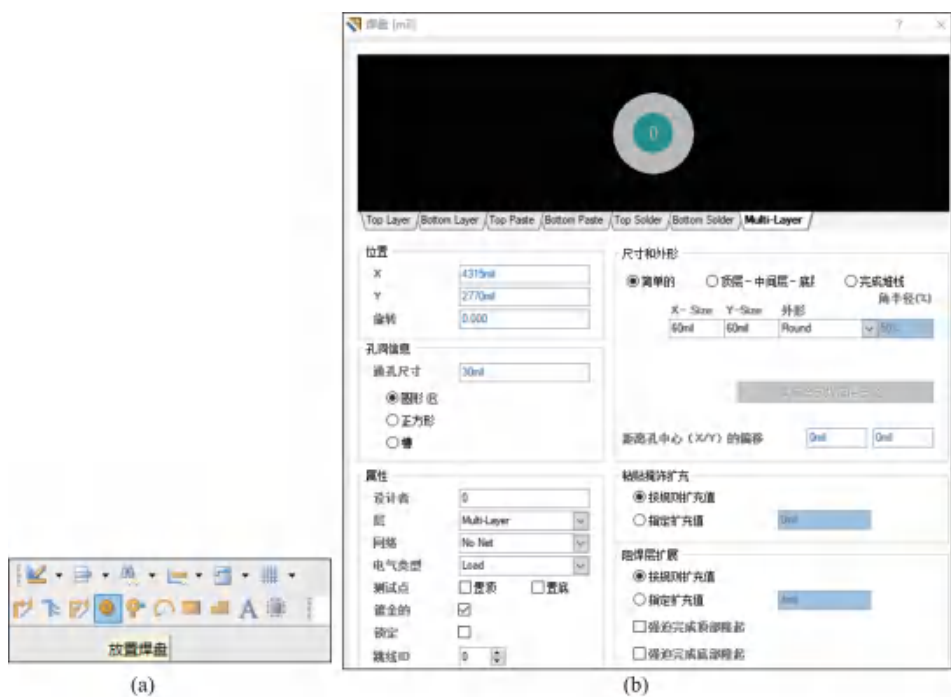 焊盘 [mil]
0
Top Layer Bottom Layer Top Paste Bottom Paste Top Solder Bottom Solder Multi-Layer
位置
X 4315mil
Y 2770mil
旋转 0.000
孔洞信息
通孔尺寸 30mil
圆形 (R)
正方形
槽
属性
设计者 0
层 Multi-Layer
网络 No Net
电气类型 Load
测试点 置顶 置底
镀金的
锁定
跳线ID 0
尺寸和外形
简单的 顶层-中间层-底层 完成堆栈
角半径(%)
X-Size Y-Size 外形
60mil 60mil Round 50%
距离孔中心 (X/Y) 的偏移 0mil 0mil
粘贴掩饰扩充
按规则扩充值
指定扩充值 0mil
阻焊层扩展
按规则扩充值
指定扩充值 4mil
强迫完成顶部隆起
强迫完成底部隆起
A
放置焊盘
(a)
(b)